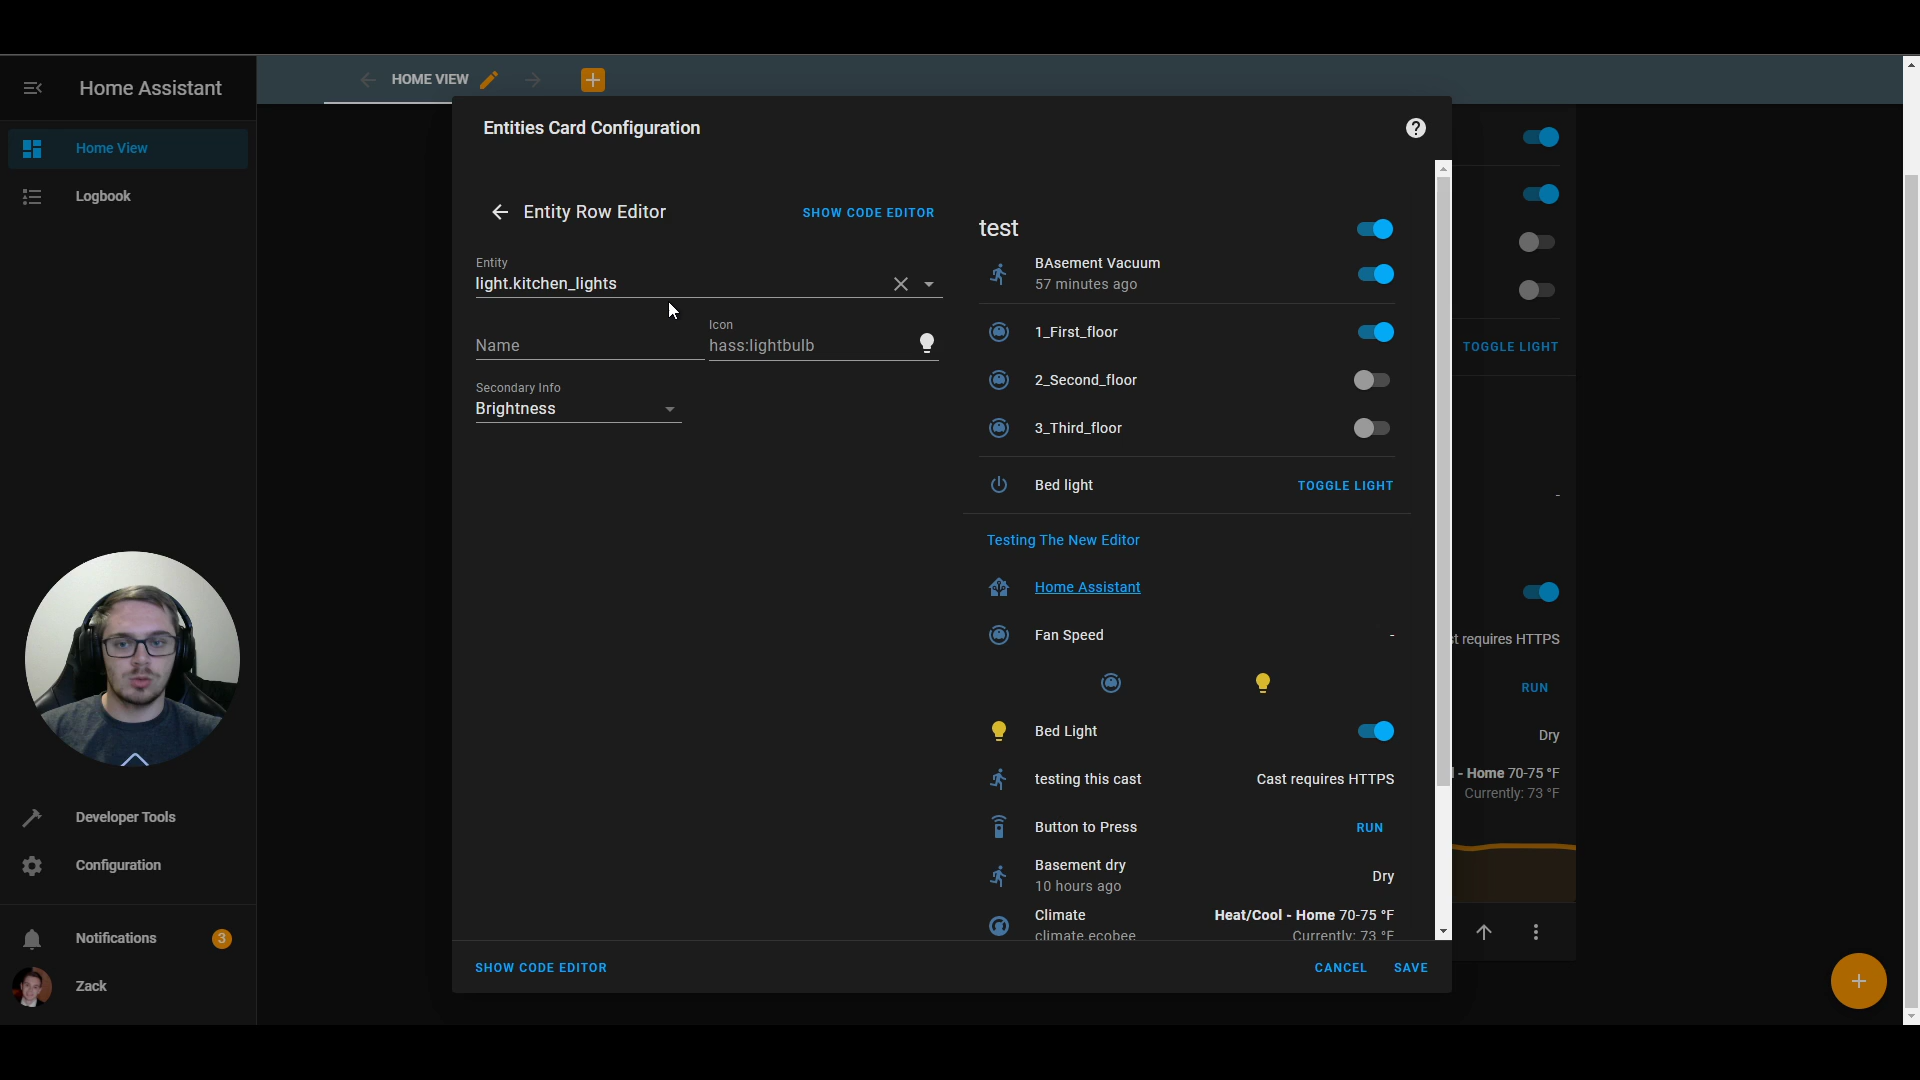 Home Assistant
HOME VIEW
Home View
Logbook
Entities Card Configuration
Entity Row Editor
SHOW CODE EDITOR
Entity
light.kitchen_lights
Name
Icon
hass:lightbulb
Secondary Info
Brightness
test
BAsement Vacuum
57 minutes ago
1_First_floor
2_Second_floor
3_Third_floor
Bed light
TOGGLE LIGHT
Testing The New Editor
Home Assistant
Fan Speed
-
Bed Light
testing this cast
Cast requires HTTPS
Button to Press
RUN
Basement dry
10 hours ago
Dry
Climate
climate.ecobee
Heat/Cool - Home 70-75 °F
Currently: 73 °F
SHOW CODE EDITOR
CANCEL
SAVE
TOGGLE LIGHT
-
st requires HTTPS
RUN
Dry
- Home 70-75 °F
Currently: 73 °F
Developer Tools
Configuration
Notifications
3
Zack